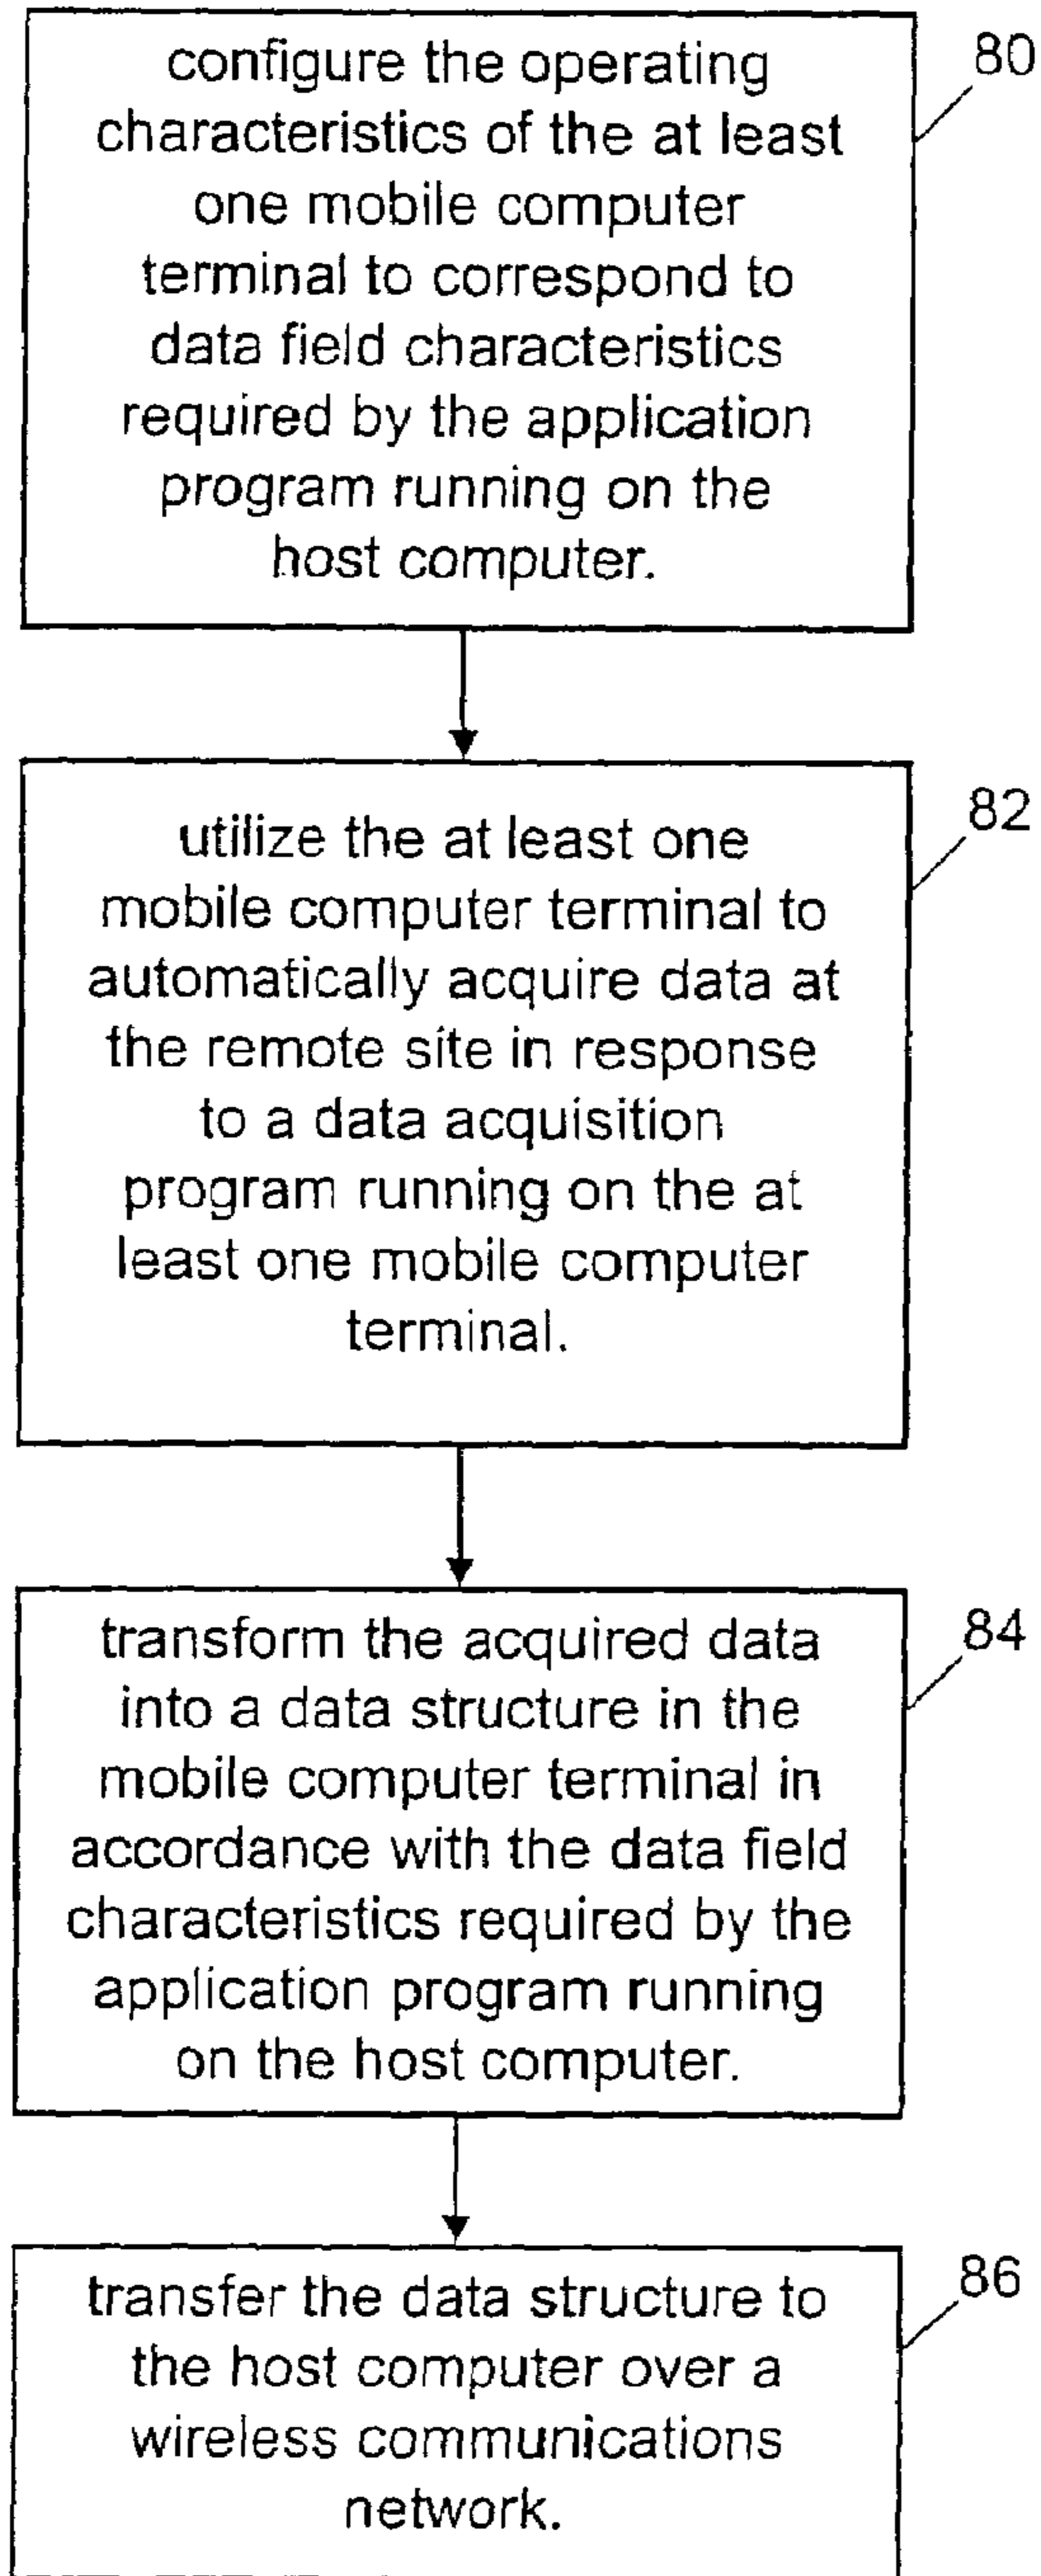 configure the operating
characteristics of the at least
one mobile computer
terminal to correspond to
data field characteristics
required by the application
program running on the
host computer.
80
utilize the at least one
mobile computer terminal to
automatically acquire data at
the remote site in response
to a data acquisition
program running on the at
least one mobile computer
terminal.
82
transform the acquired data
into a data structure in the
mobile computer terminal in
accordance with the data field
characteristics required by the
application program running
on the host computer.
84
transfer the data structure to
the host computer over a
wireless communications
network.
86